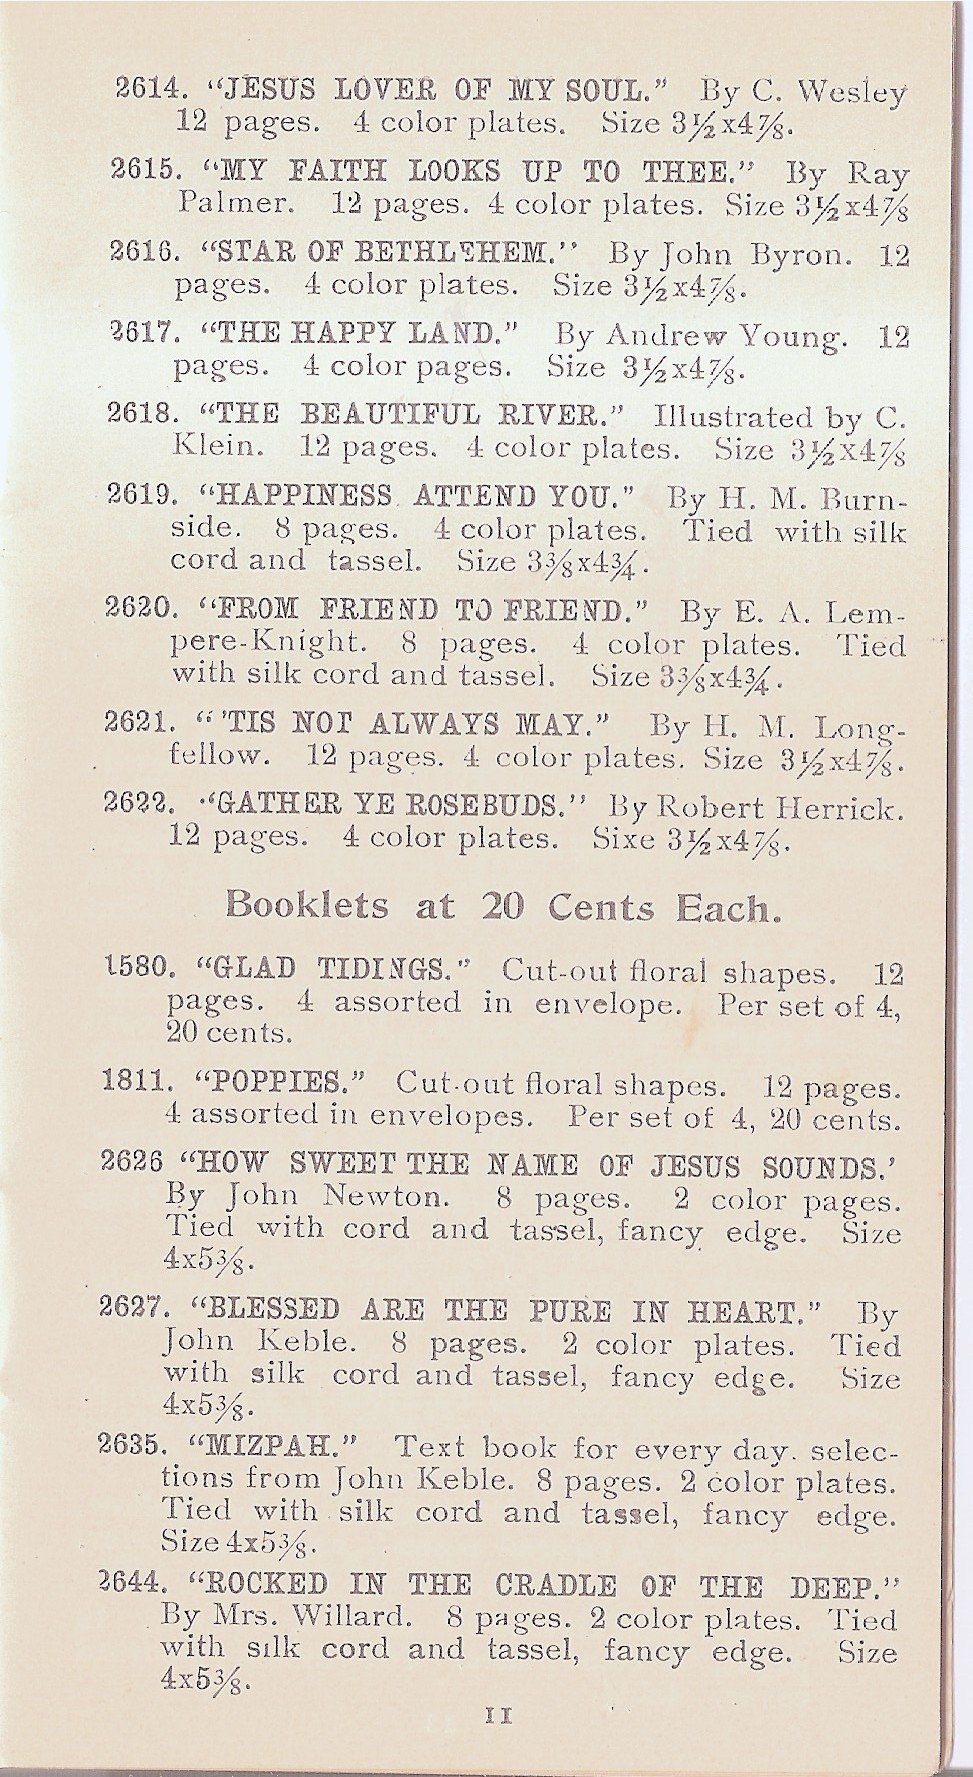 2614. “JESUS LOVER OF MY SOUL.” By C. Wesley
12 pages. 4 color plates. Size 3½x4⅞.
2615. “MY FAITH LOOKS UP TO THEE.” By Ray
Palmer. 12 pages. 4 color plates. Size 3½x4⅞
2616. “STAR OF BETHLEHEM.” By John Byron. 12
pages. 4 color plates. Size 3½x4⅞.
2617. “THE HAPPY LAND.” By Andrew Young. 12
pages. 4 color pages. Size 3½x4⅞.
2618. “THE BEAUTIFUL RIVER.” Illustrated by C.
Klein. 12 pages. 4 color plates. Size 3½x4⅞
2619. “HAPPINESS ATTEND YOU.” By H. M. Burn-
side. 8 pages. 4 color plates. Tied with silk
cord and tassel. Size 3⅜x4¾.
2620. “FROM FRIEND TO FRIEND.” By E. A. Lem-
pere-Knight. 8 pages. 4 color plates. Tied
with silk cord and tassel. Size 3⅜x4¾.
2621. “ ’TIS NOT ALWAYS MAY.” By H. M. Long-
fellow. 12 pages. 4 color plates. Size 3½x4⅞.
2622. “GATHER YE ROSEBUDS.” By Robert Herrick.
12 pages. 4 color plates. Sixe 3½x4⅞.
Booklets at 20 Cents Each.
1580. “GLAD TIDINGS.” Cut-out floral shapes. 12
pages. 4 assorted in envelope. Per set of 4,
20 cents.
1811. “POPPIES.” Cut-out floral shapes. 12 pages.
4 assorted in envelopes. Per set of 4, 20 cents.
2626 “HOW SWEET THE NAME OF JESUS SOUNDS.’
By John Newton. 8 pages. 2 color pages.
Tied with cord and tassel, fancy edge. Size
4x5⅜.
2627. “BLESSED ARE THE PURE IN HEART.” By
John Keble. 8 pages. 2 color plates. Tied
with silk cord and tassel, fancy edge. Size
4x5⅜.
2635. “MIZPAH.” Text book for every day. selec-
tions from John Keble. 8 pages. 2 color plates.
Tied with silk cord and tassel, fancy edge.
Size 4x5⅜.
2644. “ROCKED IN THE CRADLE OF THE DEEP.”
By Mrs. Willard. 8 pages. 2 color plates. Tied
with silk cord and tassel, fancy edge. Size
4x5⅜.
11